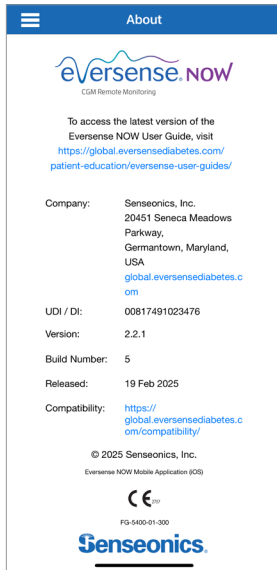 About
eversense. NOW
CGM Remote Monitoring
To access the latest version of the
Eversense NOW User Guide, visit
https://global.eversensediabetes.com/
patient-education/eversense-user-guides/
Company: Senseonics, Inc.
20451 Seneca Meadows
Parkway,
Germantown, Maryland,
USA
global.eversensediabetes.c
om
UDI / DI: 00817491023476
Version: 2.2.1
Build Number: 5
Released: 19 Feb 2025
Compatibility: https://
global.eversensediabetes.c
om/compatibility/
© 2025 Senseonics, Inc.
Eversense NOW Mobile Application (iOS)
CE
FG-5400-01-300
Senseonics.